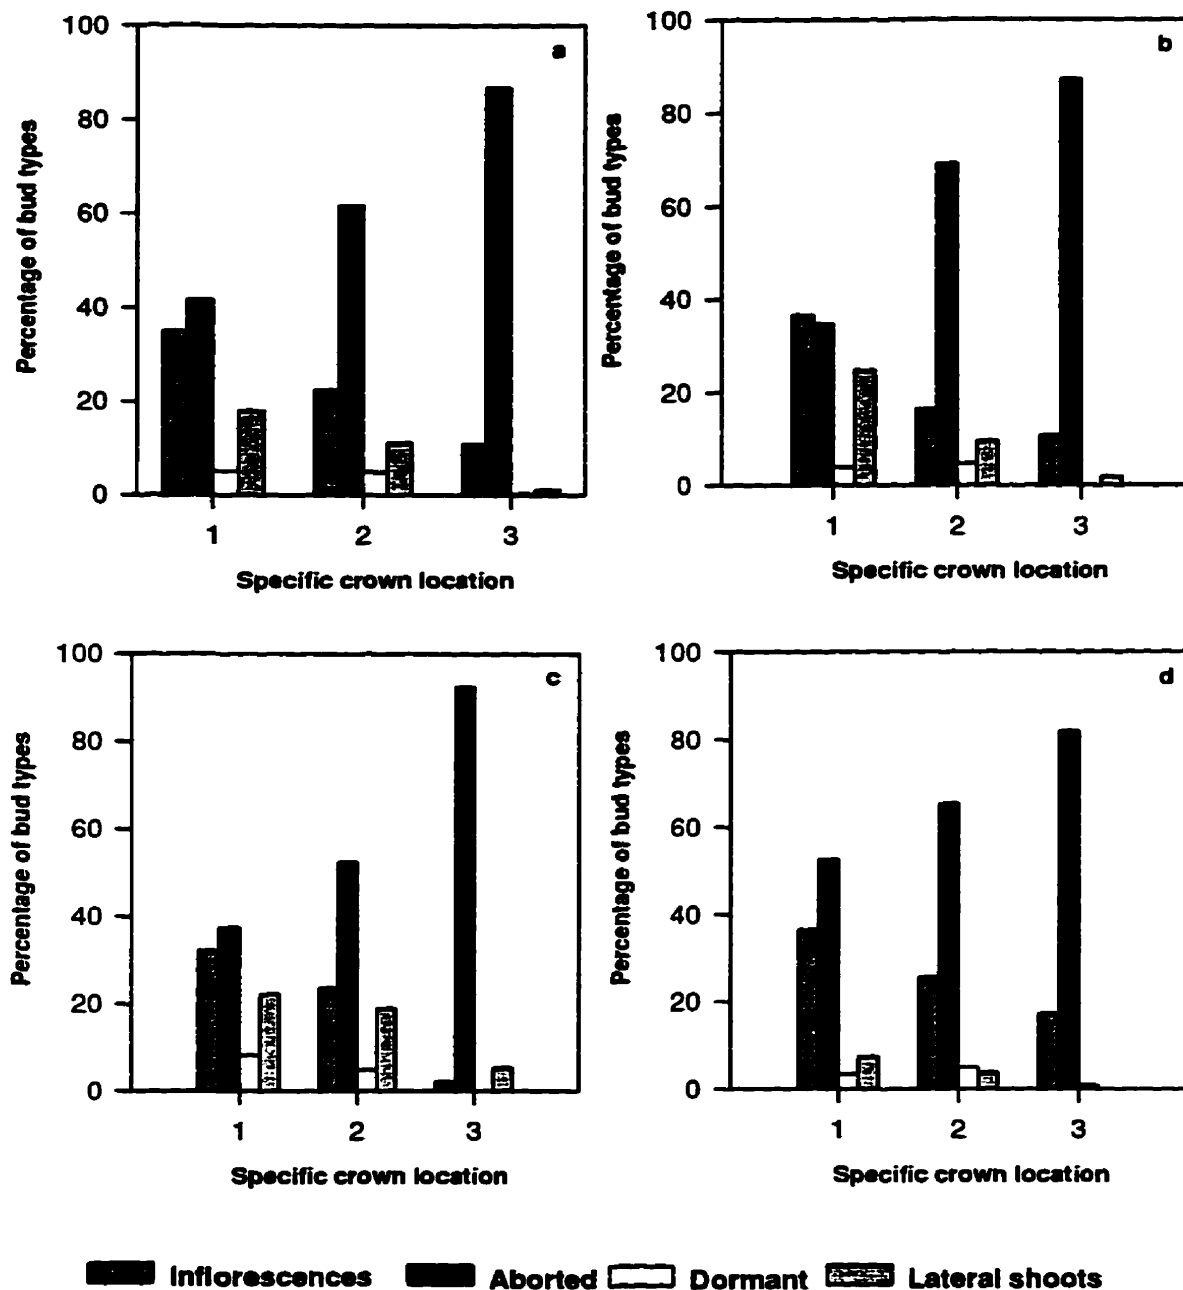 a
100
80
60
40
20
0
Percentage of bud types
1 2 3
Specific crown location
b
100
80
60
40
20
0
Percentage of bud types
1 2 3
Specific crown location
c
100
80
60
40
20
0
Percentage of bud types
1 2 3
Specific crown location
d
100
80
60
40
20
0
Percentage of bud types
1 2 3
Specific crown location
Inflorescences Aborted Dormant Lateral shoots